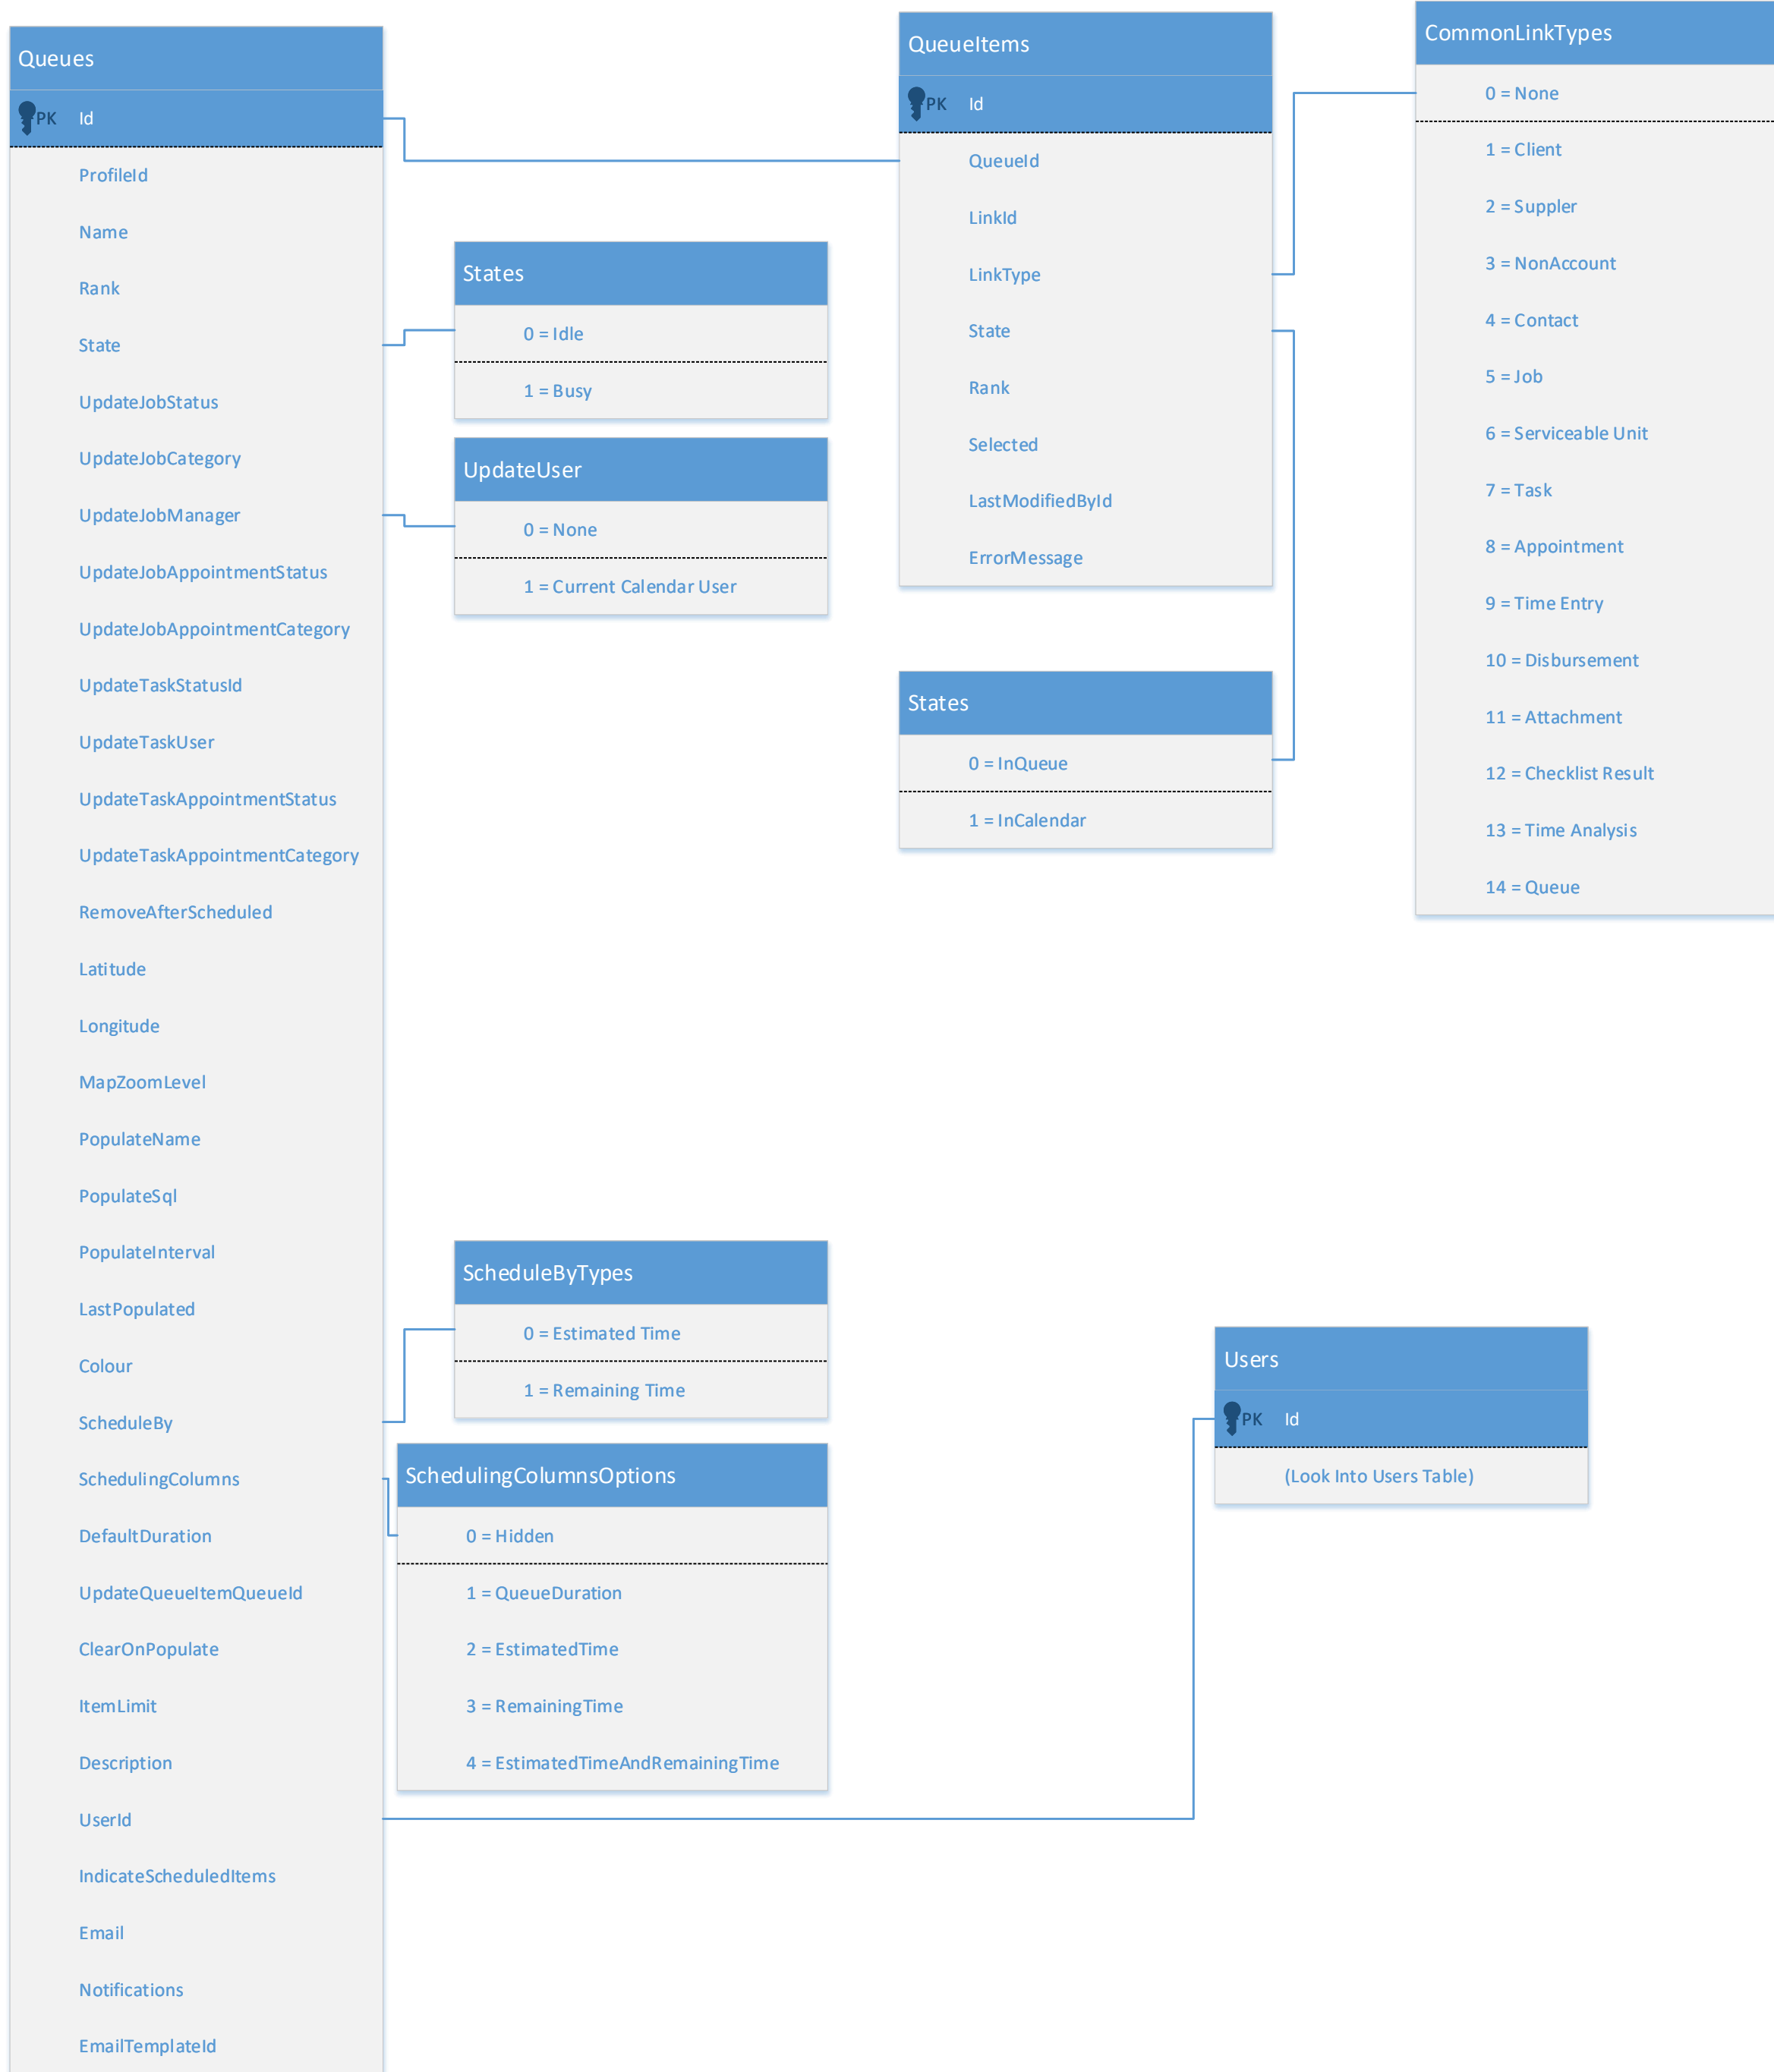 Queues
PK Id
ProfileId
Name
Rank
State
UpdateJobStatus
UpdateJobCategory
UpdateJobManager
UpdateJobAppointmentStatus
UpdateJobAppointmentCategory
UpdateTaskStatusId
UpdateTaskUser
UpdateTaskAppointmentStatus
UpdateTaskAppointmentCategory
RemoveAfterScheduled
Latitude
Longitude
MapZoomLevel
PopulateName
PopulateSql
PopulateInterval
LastPopulated
Colour
ScheduleBy
SchedulingColumns
DefaultDuration
UpdateQueueItemQueueId
ClearOnPopulate
ItemLimit
Description
UserId
IndicateScheduledItems
Email
Notifications
EmailTemplateId
States
0 = Idle
1 = Busy
UpdateUser
0 = None
1 = Current Calendar User
ScheduleByTypes
0 = Estimated Time
1 = Remaining Time
SchedulingColumnsOptions
0 = Hidden
1 = QueueDuration
2 = EstimatedTime
3 = RemainingTime
4 = EstimatedTimeAndRemainingTime
QueueItems
PK Id
QueueId
LinkId
LinkType
State
Rank
Selected
LastModifiedById
ErrorMessage
States
0 = InQueue
1 = InCalendar
Users
PK Id
(Look Into Users Table)
CommonLinkTypes
0 = None
1 = Client
2 = Suppler
3 = NonAccount
4 = Contact
5 = Job
6 = Serviceable Unit
7 = Task
8 = Appointment
9 = Time Entry
10 = Disbursement
11 = Attachment
12 = Checklist Result
13 = Time Analysis
14 = Queue